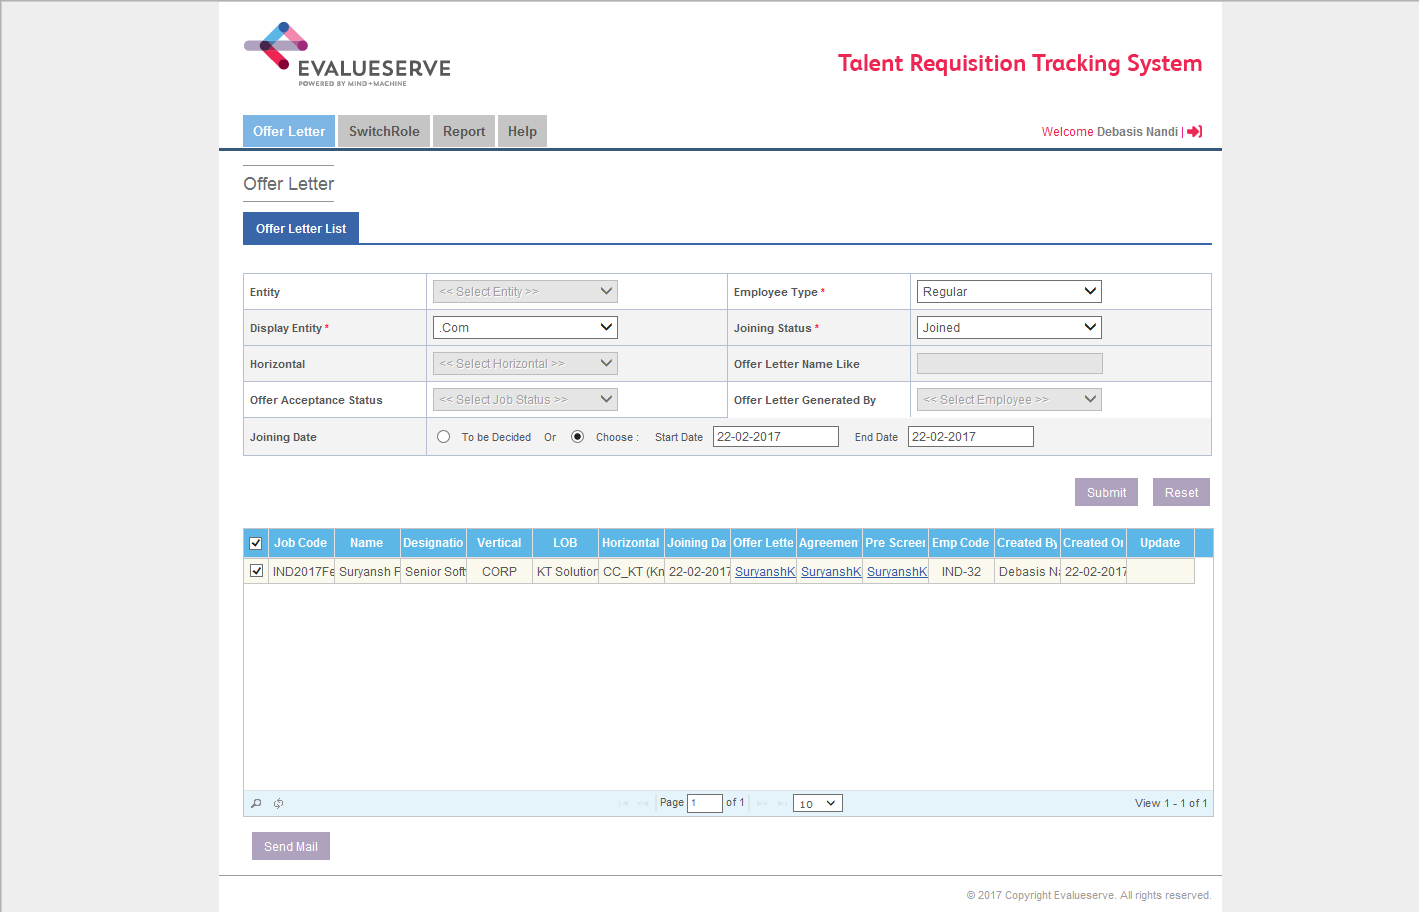 EVALUESERVE
POWERED BY MIND+MACHINE
Talent Requisition Tracking System
Offer Letter SwitchRole Report Help
Welcome Debasis Nandi |
Offer Letter
Offer Letter List
Entity << Select Entity >> Employee Type * Regular
Display Entity * .Com Joining Status * Joined
Horizontal << Select Horizontal >> Offer Letter Name Like
Offer Acceptance Status << Select Job Status >> Offer Letter Generated By << Select Employee >>
Joining Date To be Decided Or Choose : Start Date 22-02-2017 End Date 22-02-2017
Submit Reset
Job Code Name Designatio Vertical LOB Horizontal Joining Da Offer Lette Agreemen Pre Screen Emp Code Created By Created On Update
IND2017Fe Suryansh F Senior Soft CORP KT Solution CC_KT (Kn 22-02-2017 SuryanshK SuryanshK SuryanshK IND-32 Debasis Na 22-02-2017
Page 1 of 1 10 View 1 - 1 of 1
Send Mail
© 2017 Copyright Evalueserve. All rights reserved.